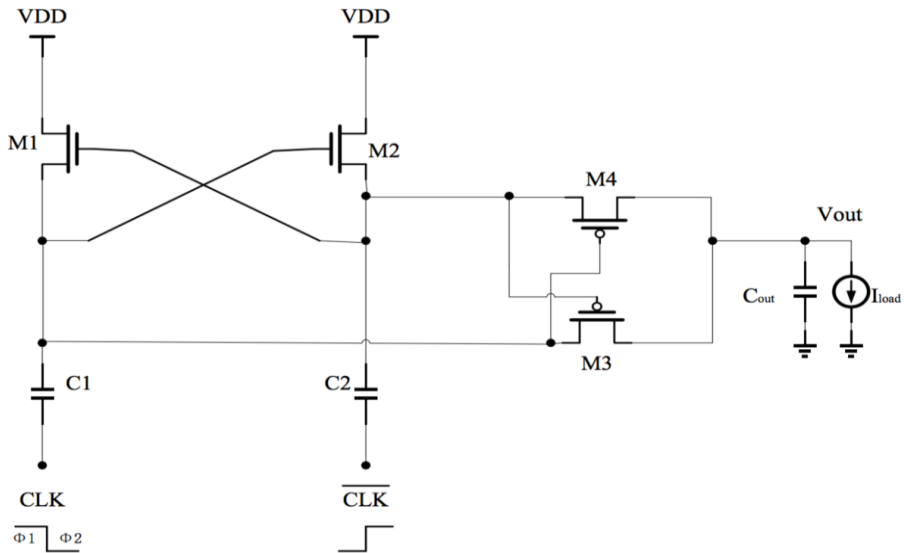 VDD VDD
M1 M2
M4
Vout
Cout Iload
M3
C1 C2
CLK CLK
Φ1 Φ2